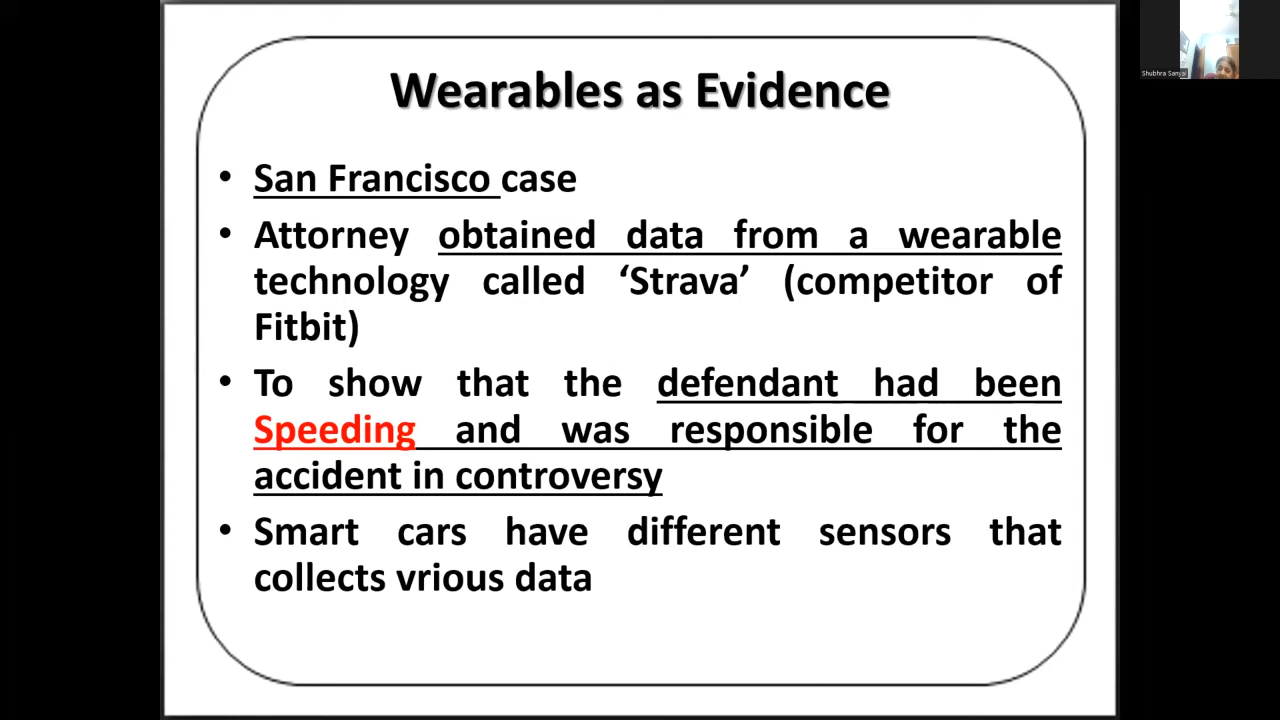 Wearables as Evidence
• San Francisco case
• Attorney obtained data from a wearable
technology called ‘Strava’ (competitor of
Fitbit)
• To show that the defendant had been
Speeding and was responsible for the
accident in controversy
• Smart cars have different sensors that
collects vrious data
Shubhra Sanyal